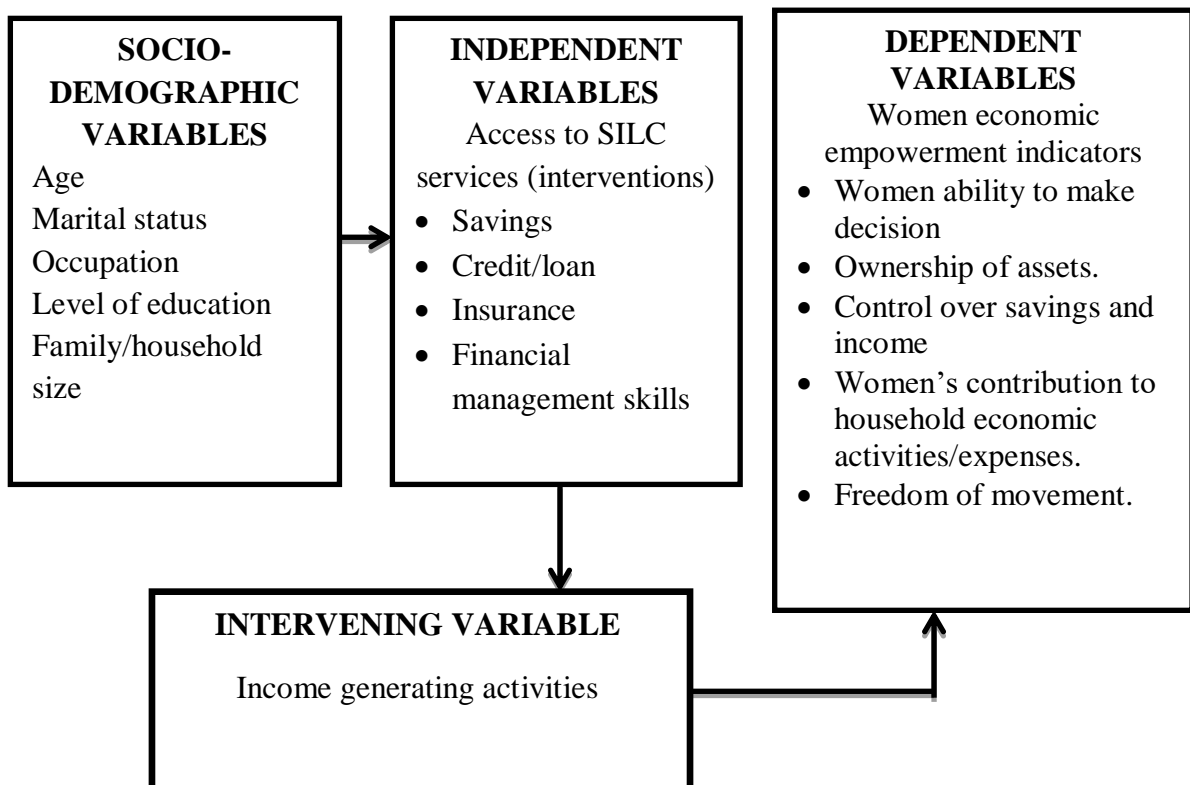 SOCIO-
DEMOGRAPHIC
VARIABLES
Age
Marital status
Occupation
Level of education
Family/household
size
INDEPENDENT
VARIABLES
Access to SILC
services (interventions)
• Savings
• Credit/loan
• Insurance
• Financial
management skills
DEPENDENT
VARIABLES
Women economic
empowerment indicators
• Women ability to make
decision
• Ownership of assets.
• Control over savings and
income
• Women’s contribution to
household economic
activities/expenses.
• Freedom of movement.
INTERVENING VARIABLE
Income generating activities